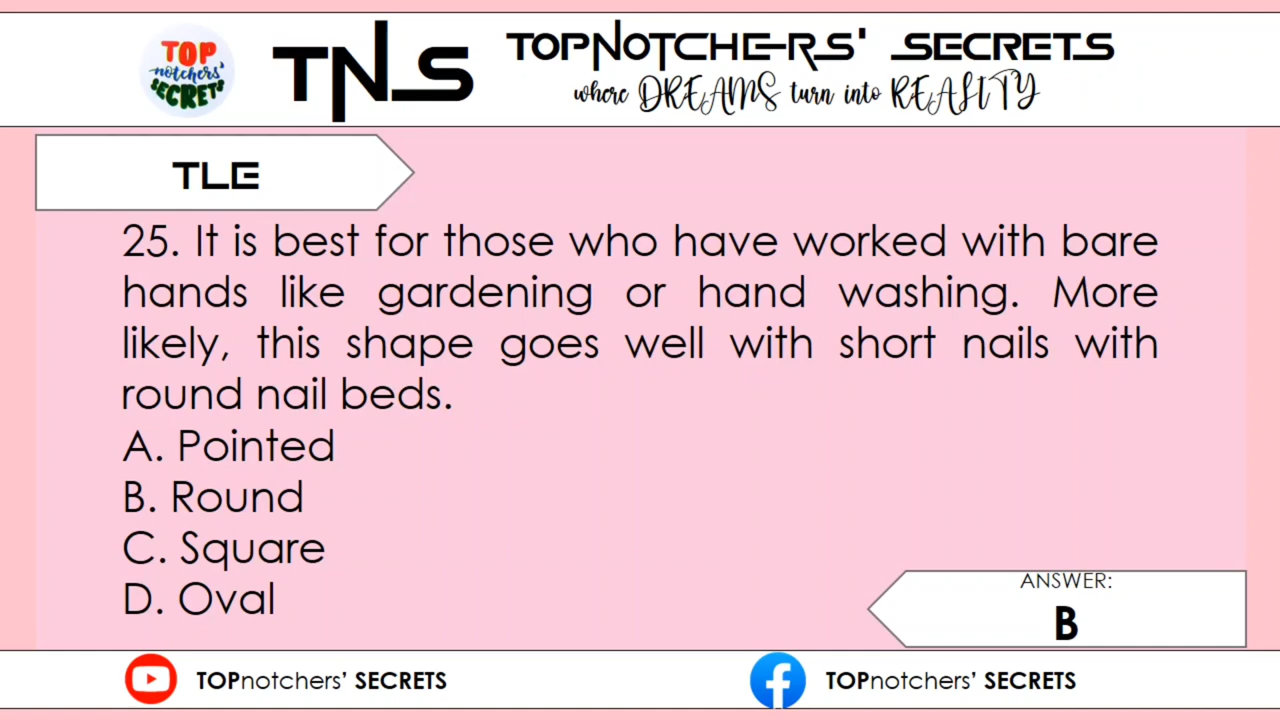 TOP
notchers'
SECRETS
TNS
TOPNOTCHERS' SECRETS
where DREAMS turn into REALITY
TLE
25. It is best for those who have worked with bare
hands like gardening or hand washing. More
likely, this shape goes well with short nails with
round nail beds.
A. Pointed
B. Round
C. Square
D. Oval
ANSWER:
B
TOPnotchers' SECRETS
TOPnotchers' SECRETS